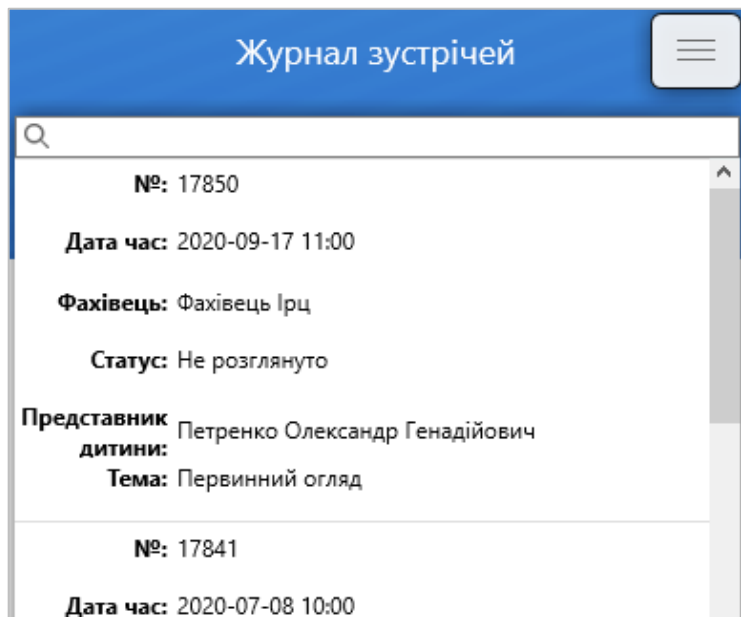 Журнал зустрічей
№: 17850
Дата час: 2020-09-17 11:00
Фахівець: Фахівець Ірц
Статус: Не розглянуто
Представник
дитини: Петренко Олександр Генадійович
Тема: Первинний огляд
№: 17841
Дата час: 2020-07-08 10:00